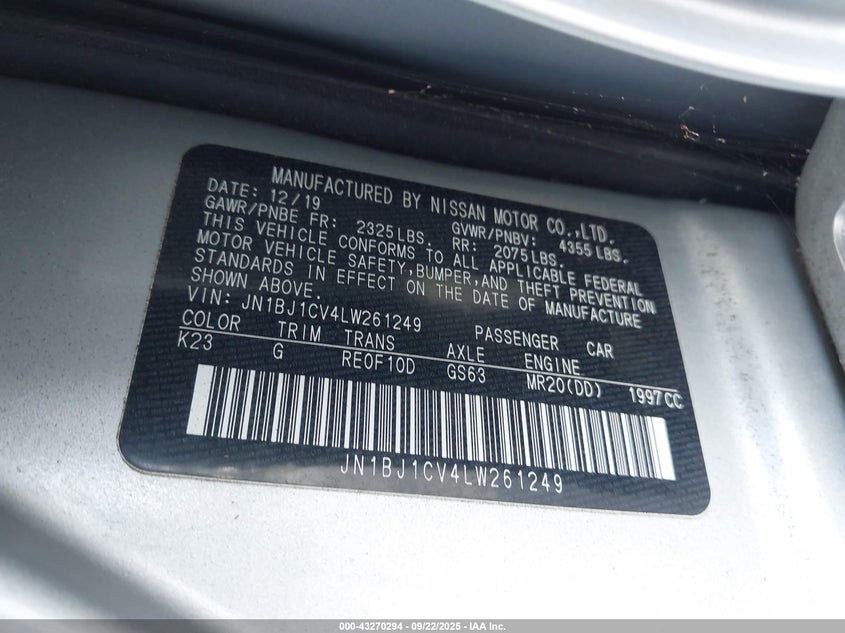 MANUFACTURED BY NISSAN MOTOR CO.,LTD.
DATE: 12/19 GVWR/PNBV: 4355LBS.
GAWR/PNBE FR: 2325LBS. RR: 2075LBS.
THIS VEHICLE CONFORMS TO ALL APPLICABLE FEDERAL
MOTOR VEHICLE SAFETY,BUMPER,AND THEFT PREVENTION
STANDARDS IN EFFECT ON THE DATE OF MANUFACTURE
SHOWN ABOVE.
VIN: JN1BJ1CV4LW261249 PASSENGER CAR
COLOR TRIM TRANS AXLE ENGINE
K23 G RE0F10D GS63 MR20(DD) 1997CC
JN1BJ1CV4LW261249
000-43270294 - 09/22/2025 - IAA Inc.